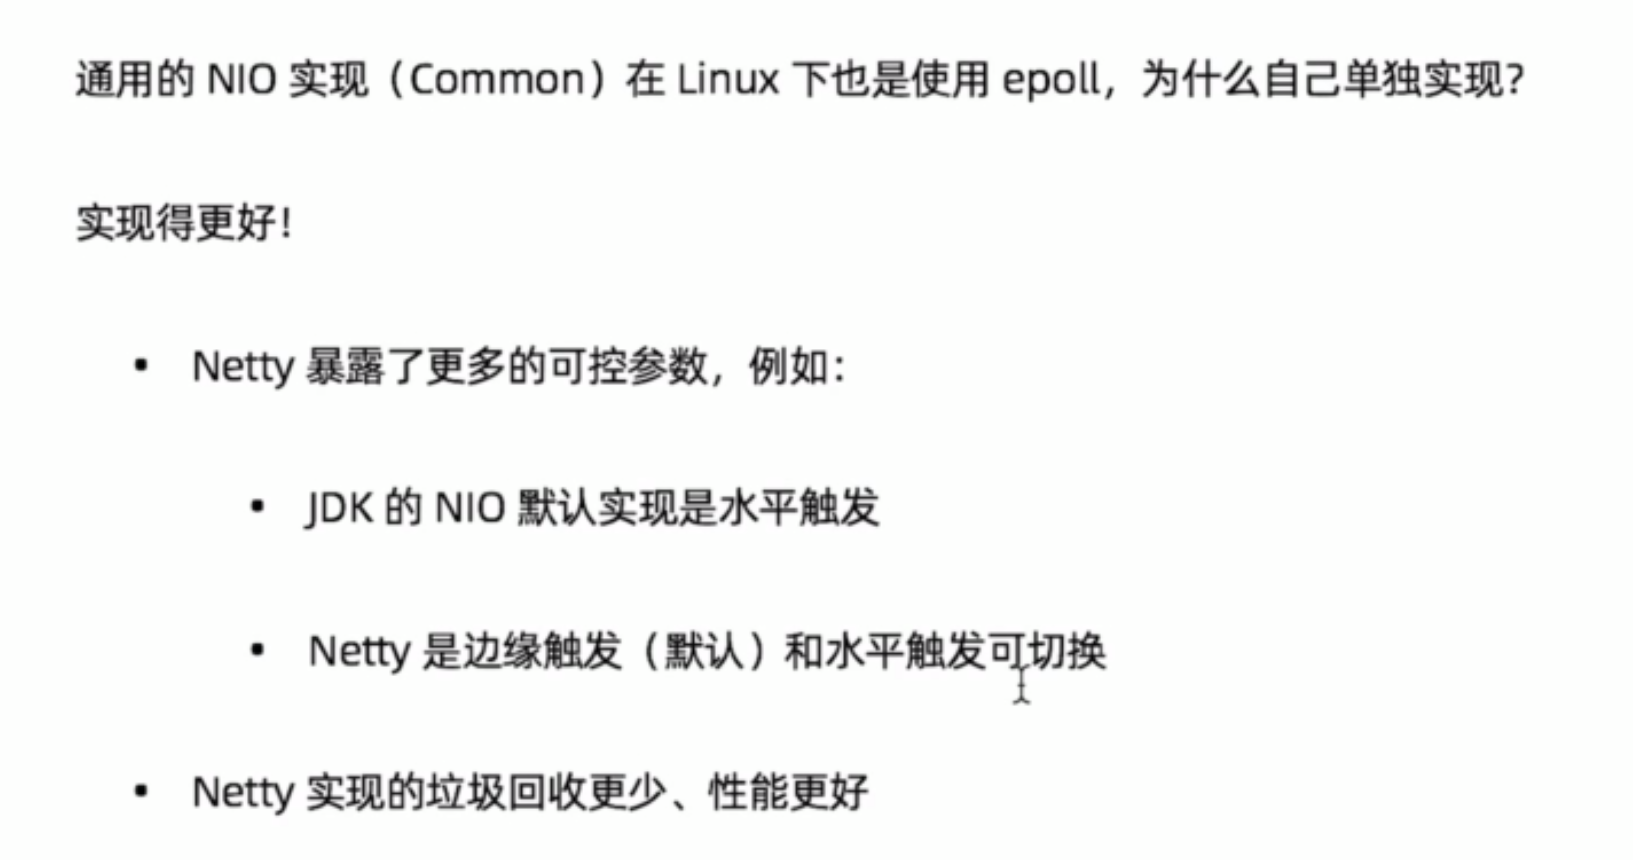 通用的 NIO 实现（Common）在 Linux 下也是使用 epoll，为什么自己单独实现？
实现得更好！
• Netty 暴露了更多的可控参数，例如：
• JDK 的 NIO 默认实现是水平触发
• Netty 是边缘触发（默认）和水平触发可切换
• Netty 实现的垃圾回收更少、性能更好